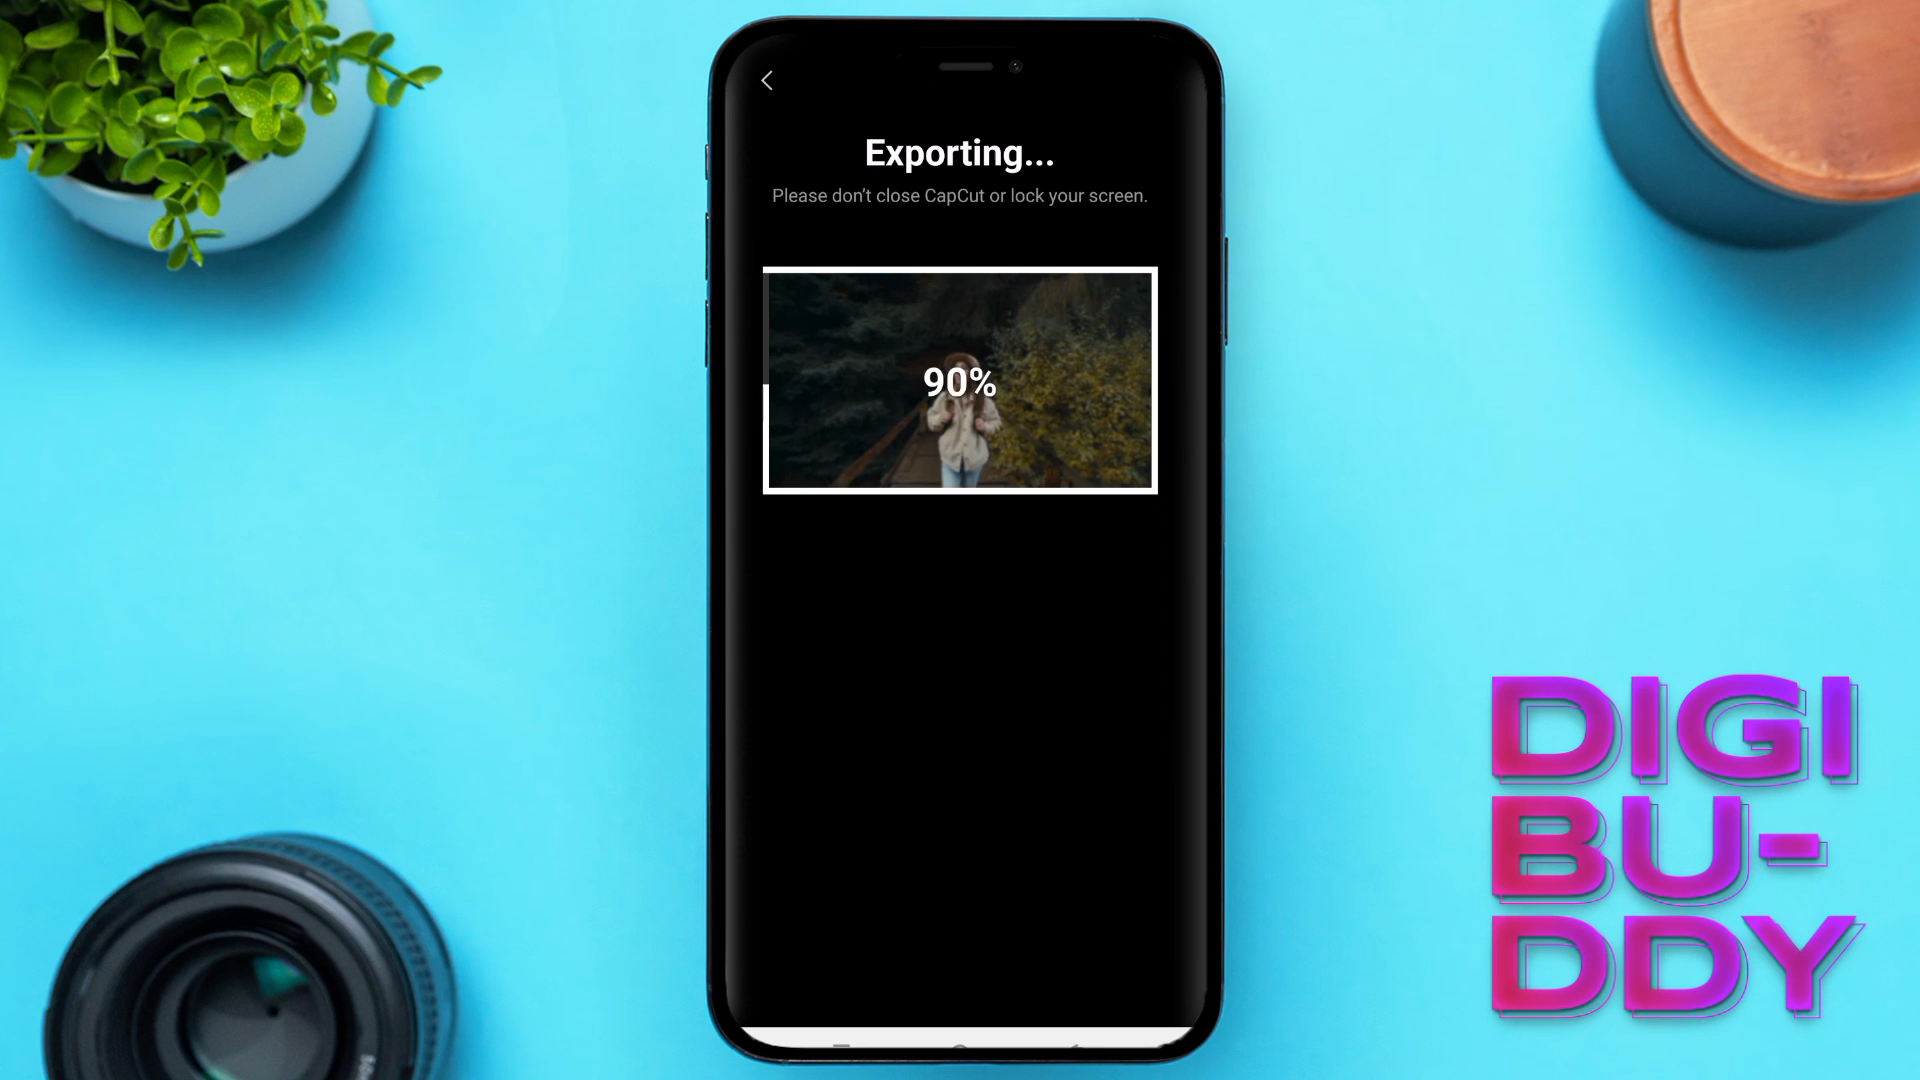 Exporting...
Please don't close CapCut or lock your screen.
90%
DIGI
BU-
DDY